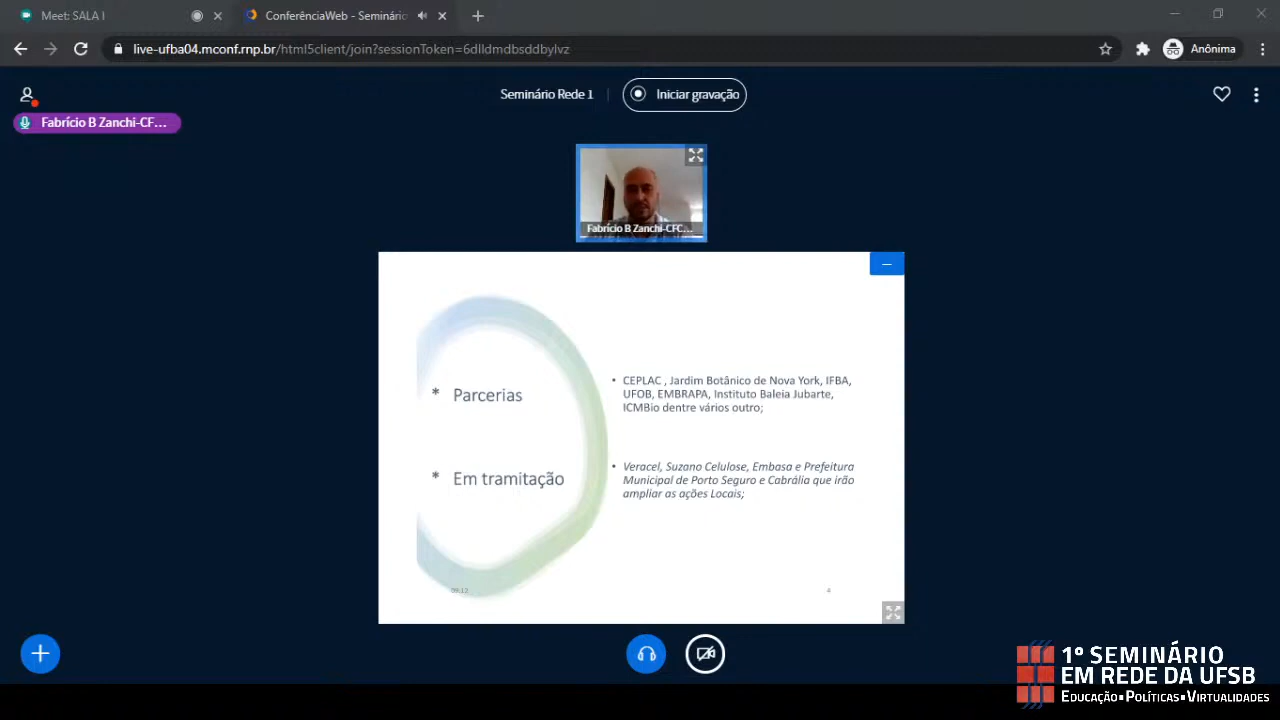 Meet: SALA I
ConferênciaWeb - Seminário
live-ufba04.mconf.rnp.br/html5client/join?sessionToken=6dlldmdbsddbylvz
Anônima
Seminário Rede 1
Iniciar gravação
Fabrício B Zanchi-CF...
Fabrício B Zanchi-CFC...
* Parcerias
• CEPLAC , Jardim Botânico de Nova York, IFBA,
UFOB, EMBRAPA, Instituto Baleia Jubarte,
ICMBio dentre vários outro;
* Em tramitação
• Veracel, Suzano Celulose, Embasa e Prefeitura
Municipal de Porto Seguro e Cabrália que irão
ampliar as ações Locais;
09.12
4
1º SEMINÁRIO
EM REDE DA UFSB
EDUCAÇÃO▪POLÍTICAS▪VIRTUALIDADES